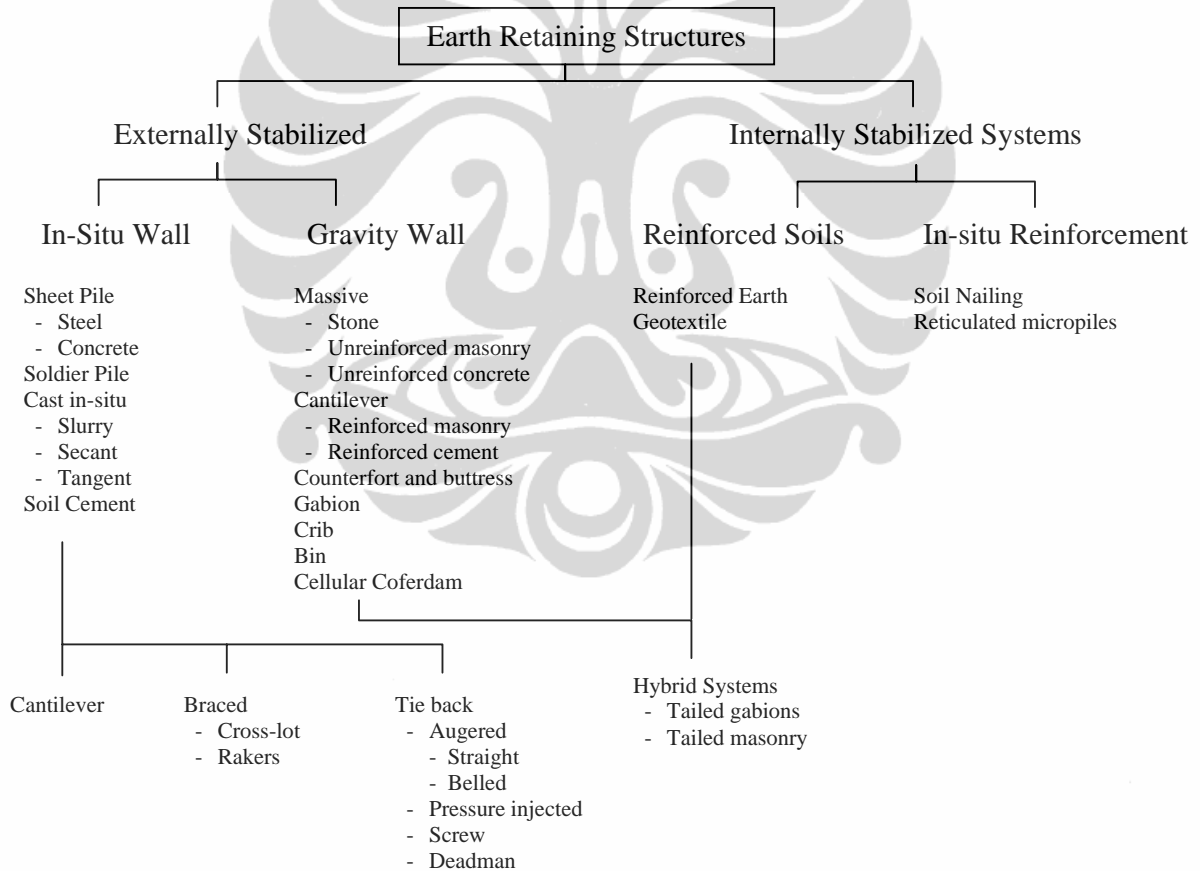 Earth Retaining Structures
Externally Stabilized
Internally Stabilized Systems
In-Situ Wall
Gravity Wall
Reinforced Soils
In-situ Reinforcement
Sheet Pile
- Steel
- Concrete
Soldier Pile
Cast in-situ
- Slurry
- Secant
- Tangent
Soil Cement
Massive
- Stone
- Unreinforced masonry
- Unreinforced concrete
Cantilever
- Reinforced masonry
- Reinforced cement
Counterfort and buttress
Gabion
Crib
Bin
Cellular Coferdam
Reinforced Earth
Geotextile
Soil Nailing
Reticulated micropiles
Cantilever
Braced
- Cross-lot
- Rakers
Tie back
- Augered
- Straight
- Belled
- Pressure injected
- Screw
- Deadman
Hybrid Systems
- Tailed gabions
- Tailed masonry